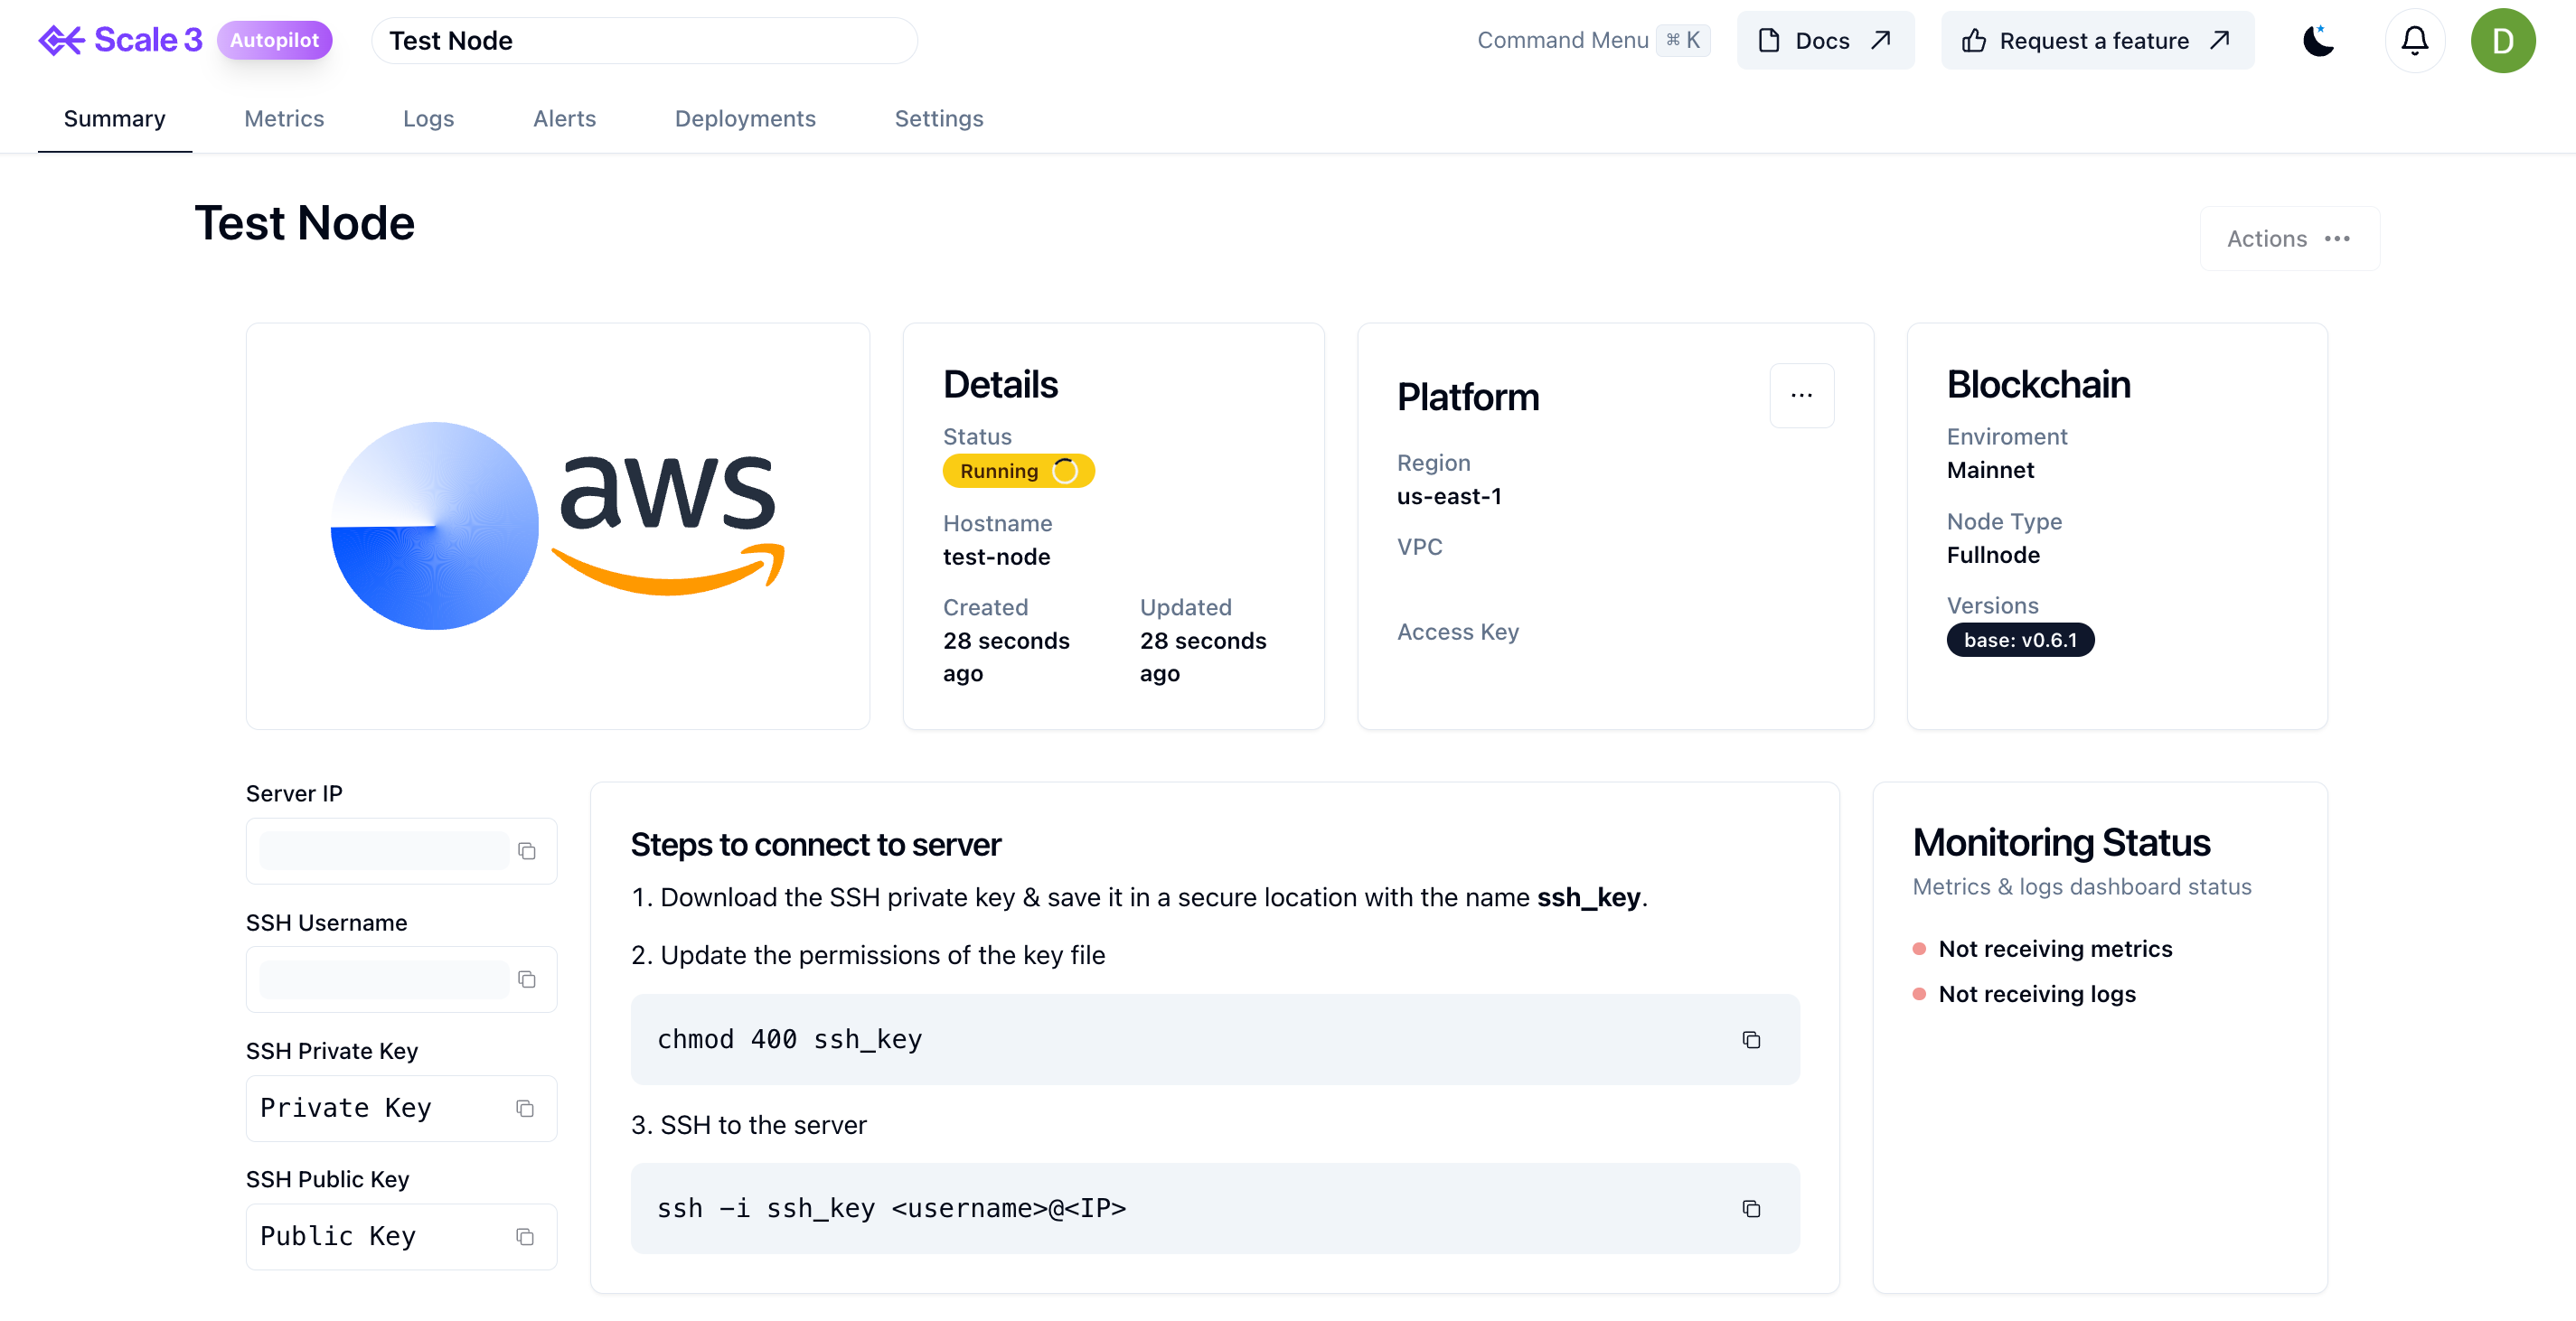 Scale 3 Autopilot Test Node Command Menu ⌘ K Docs Request a feature D
Summary Metrics Logs Alerts Deployments Settings
Test Node
Actions
aws
Details
Status
Running
Hostname
test-node
Created Updated
28 seconds 28 seconds
ago ago
Platform
Region
us-east-1
VPC
Access Key
Blockchain
Enviroment
Mainnet
Node Type
Fullnode
Versions
base: v0.6.1
Server IP
SSH Username
SSH Private Key
Private Key
SSH Public Key
Public Key
Steps to connect to server
1. Download the SSH private key & save it in a secure location with the name ssh_key.
2. Update the permissions of the key file
chmod 400 ssh_key
3. SSH to the server
ssh -i ssh_key <username>@<IP>
Monitoring Status
Metrics & logs dashboard status
Not receiving metrics
Not receiving logs